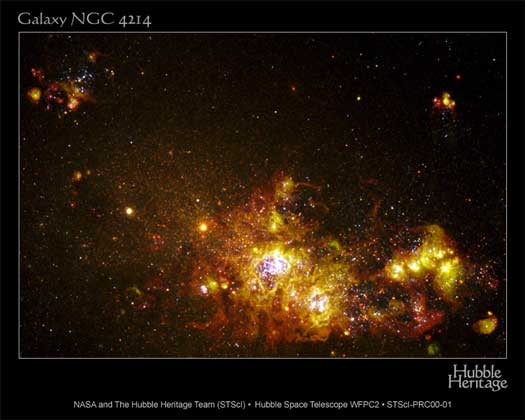 Galaxy NGC 4214
Hubble
Heritage
NASA and The Hubble Heritage Team (STScI) • Hubble Space Telescope WFPC2 • STScI-PRC00-01